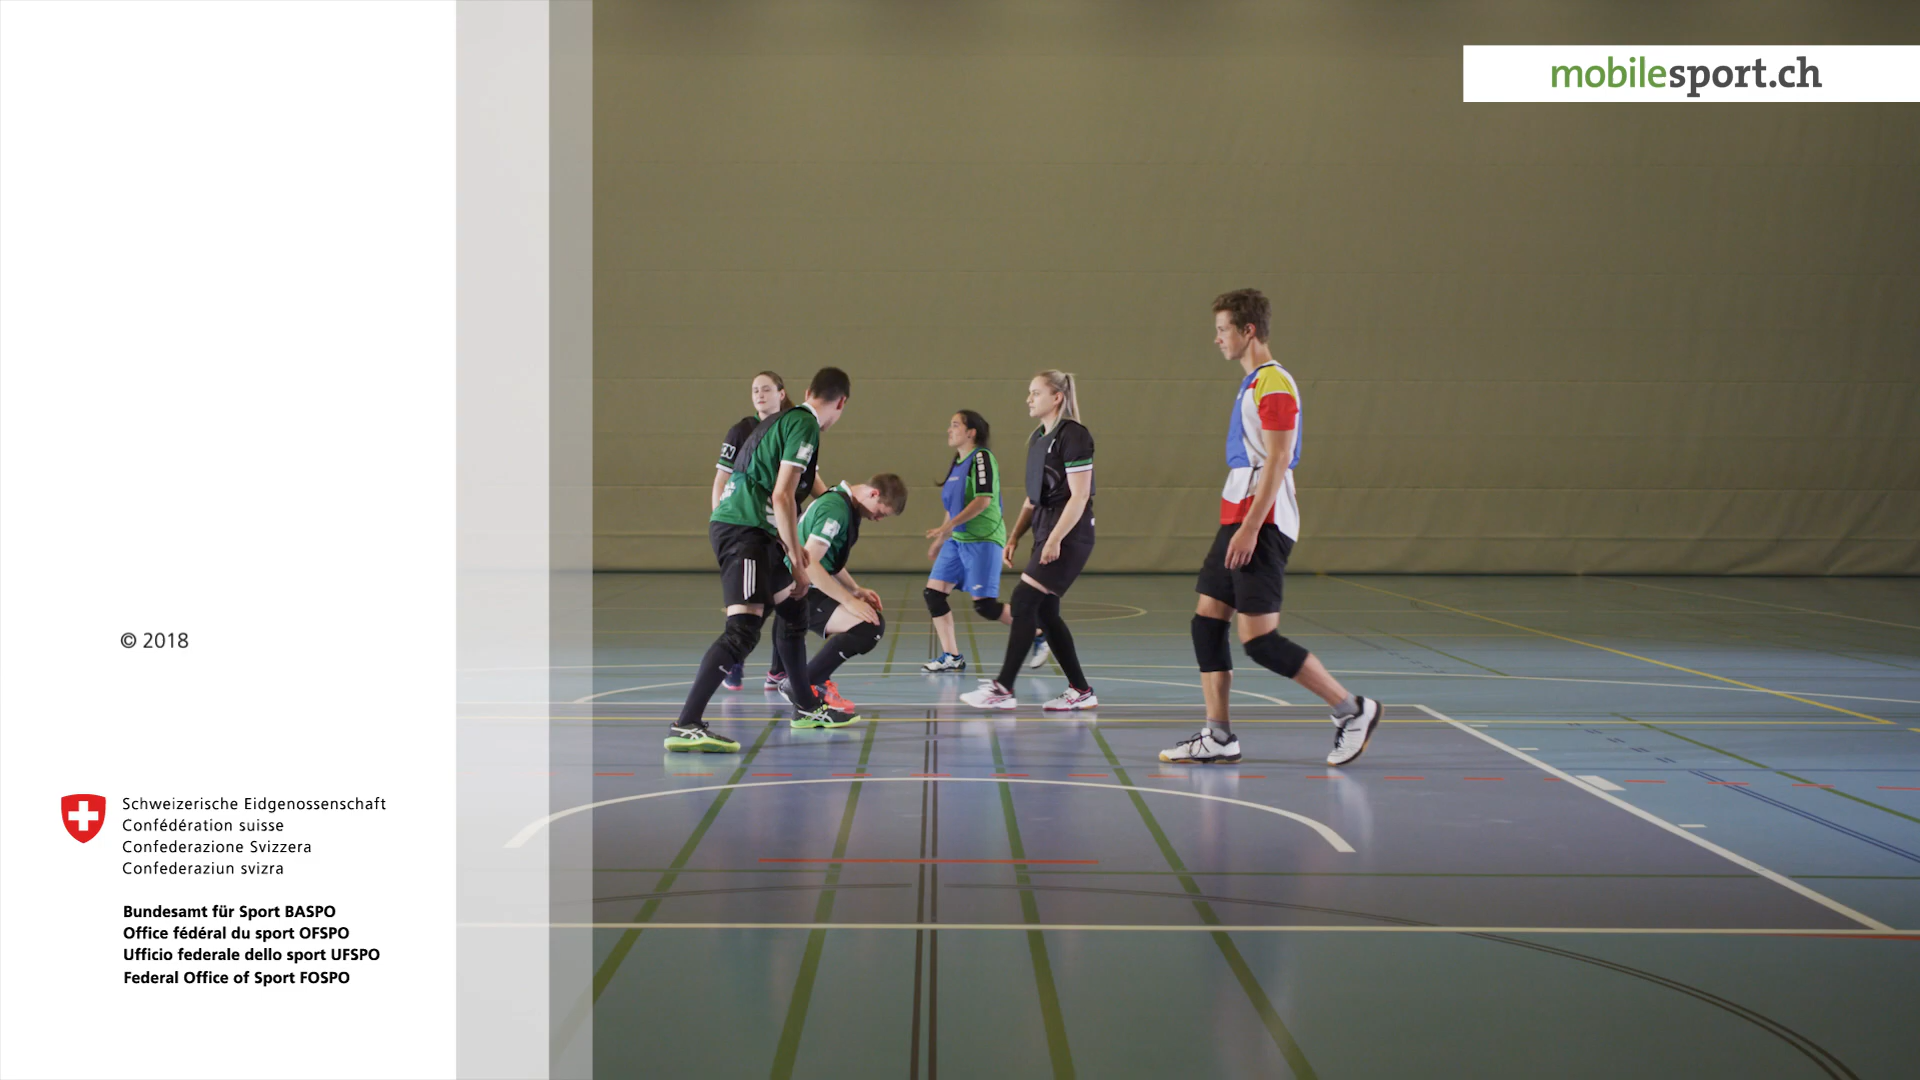 mobilesport.ch
© 2018
Schweizerische Eidgenossenschaft
Confédération suisse
Confederazione Svizzera
Confederaziun svizra
Bundesamt für Sport BASPO
Office fédéral du sport OFSPO
Ufficio federale dello sport UFSPO
Federal Office of Sport FOSPO